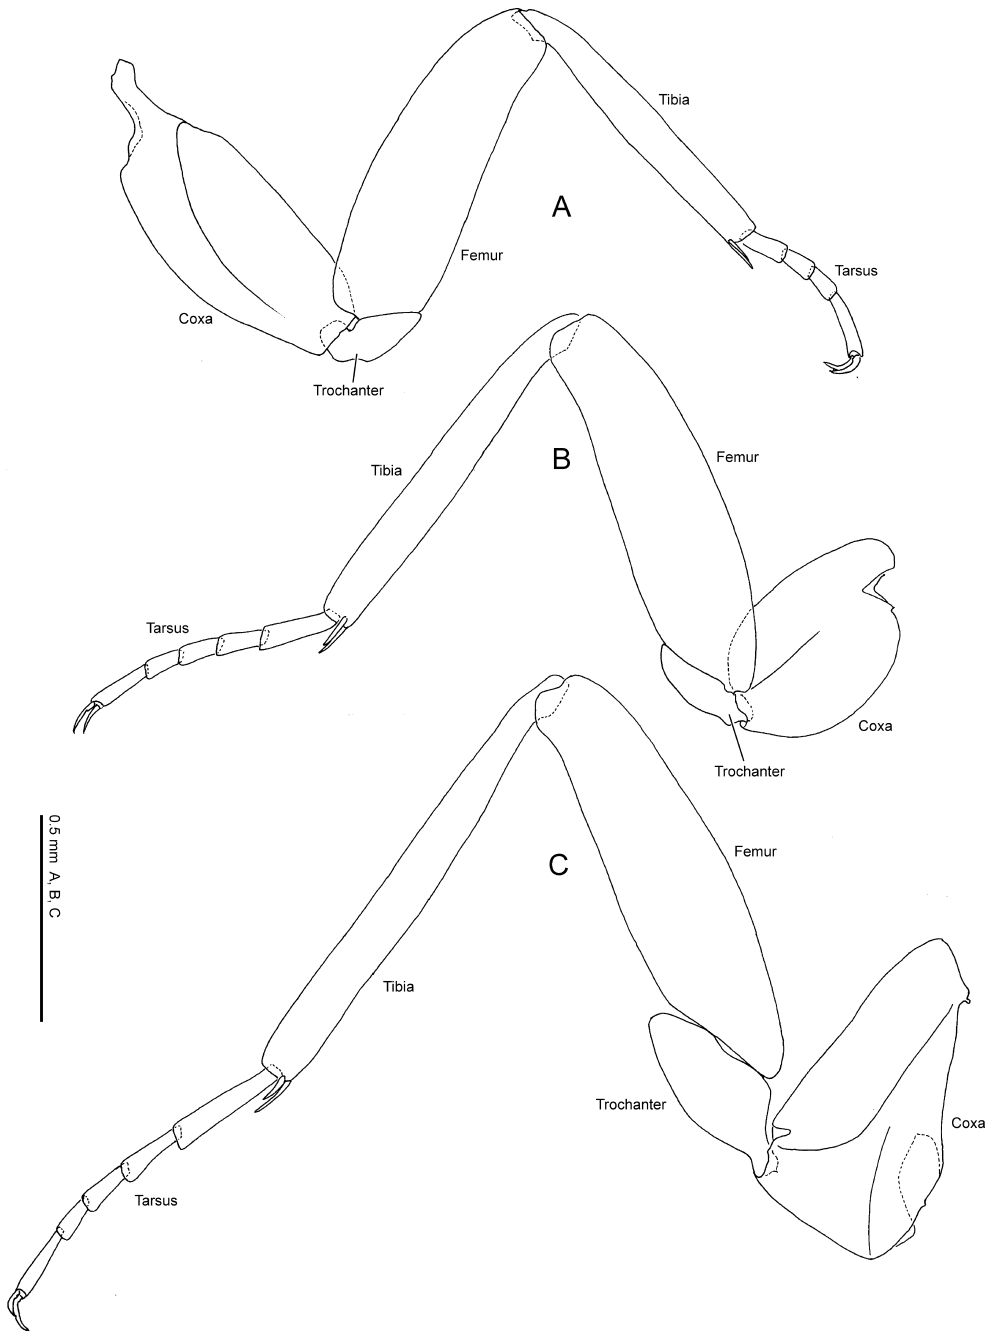 Tibia
A
Femur
Tarsus
Coxa
Trochanter
Tibia
B
Femur
Tarsus
Coxa
Trochanter
0.5 mm A, B, C
C
Femur
Tibia
Trochanter
Coxa
Tarsus